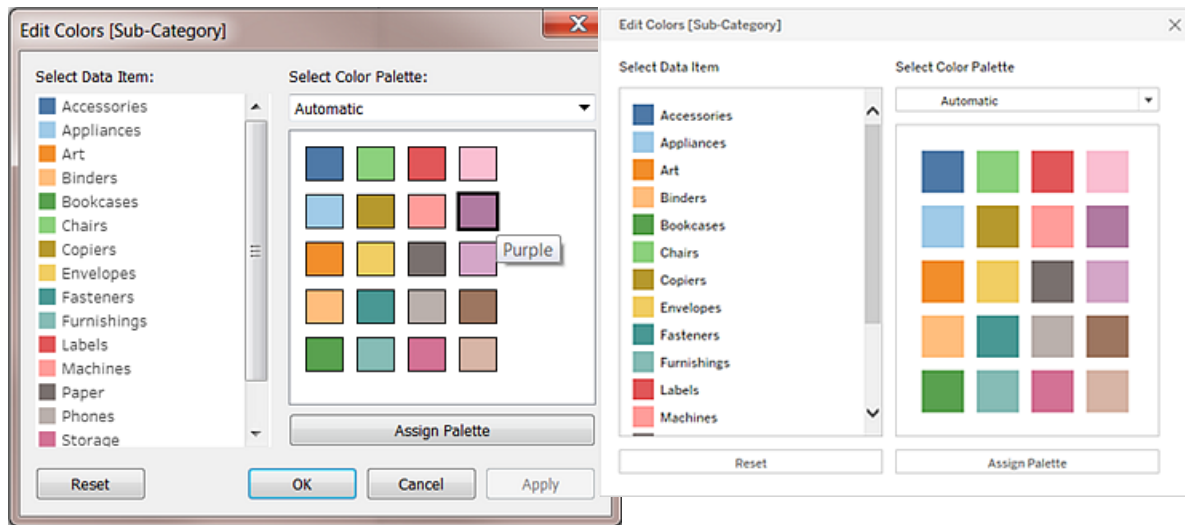 Edit Colors [Sub-Category]
Select Data Item:
Accessories
Appliances
Art
Binders
Bookcases
Chairs
Copiers
Envelopes
Fasteners
Furnishings
Labels
Machines
Paper
Phones
Storage
Select Color Palette:
Automatic
Purple
Assign Palette
Reset
OK
Cancel
Apply
Edit Colors [Sub-Category]
Select Data Item
Accessories
Appliances
Art
Binders
Bookcases
Chairs
Copiers
Envelopes
Fasteners
Furnishings
Labels
Machines
Select Color Palette
Automatic
Reset
Assign Palette